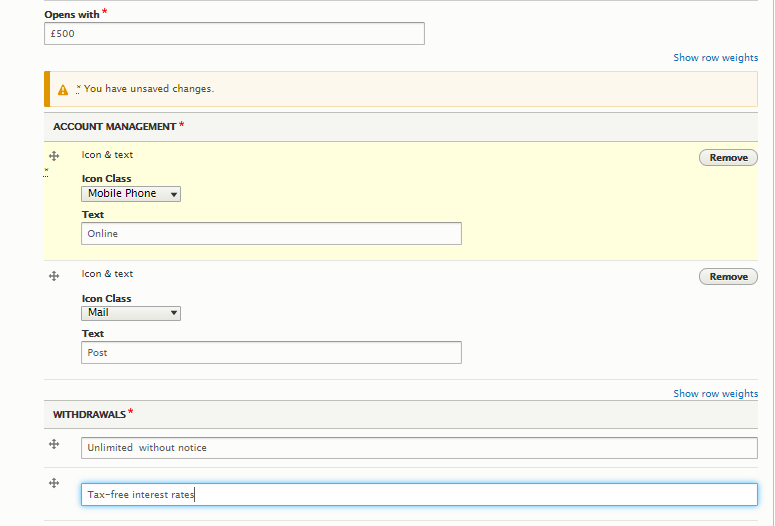 Opens with *
£500
Show row weights
* You have unsaved changes.
ACCOUNT MANAGEMENT *
Icon & text
Remove
*
Icon Class
Mobile Phone
Text
Online
Icon & text
Remove
Icon Class
Mail
Text
Post
Show row weights
WITHDRAWALS *
Unlimited  without notice
Tax-free interest rates